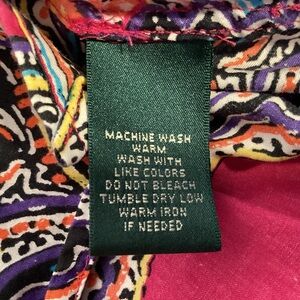 MACHINE WASH
WARM
WASH WITH
LIKE COLORS
DO NOT BLEACH
TUMBLE DRY LOW
WARM IRON
IF NEEDED